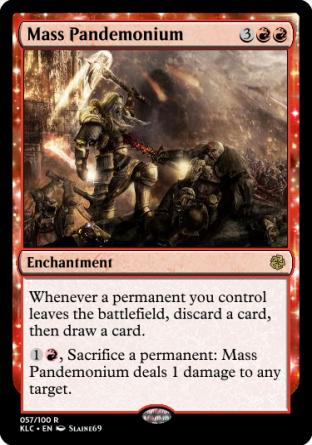 Mass Pandemonium 3
Enchantment
Whenever a permanent you control
leaves the battlefield, discard a card,
then draw a card.
1 , Sacrifice a permanent: Mass
Pandemonium deals 1 damage to any
target.
057/100 R
KLC • EN SLAINE69